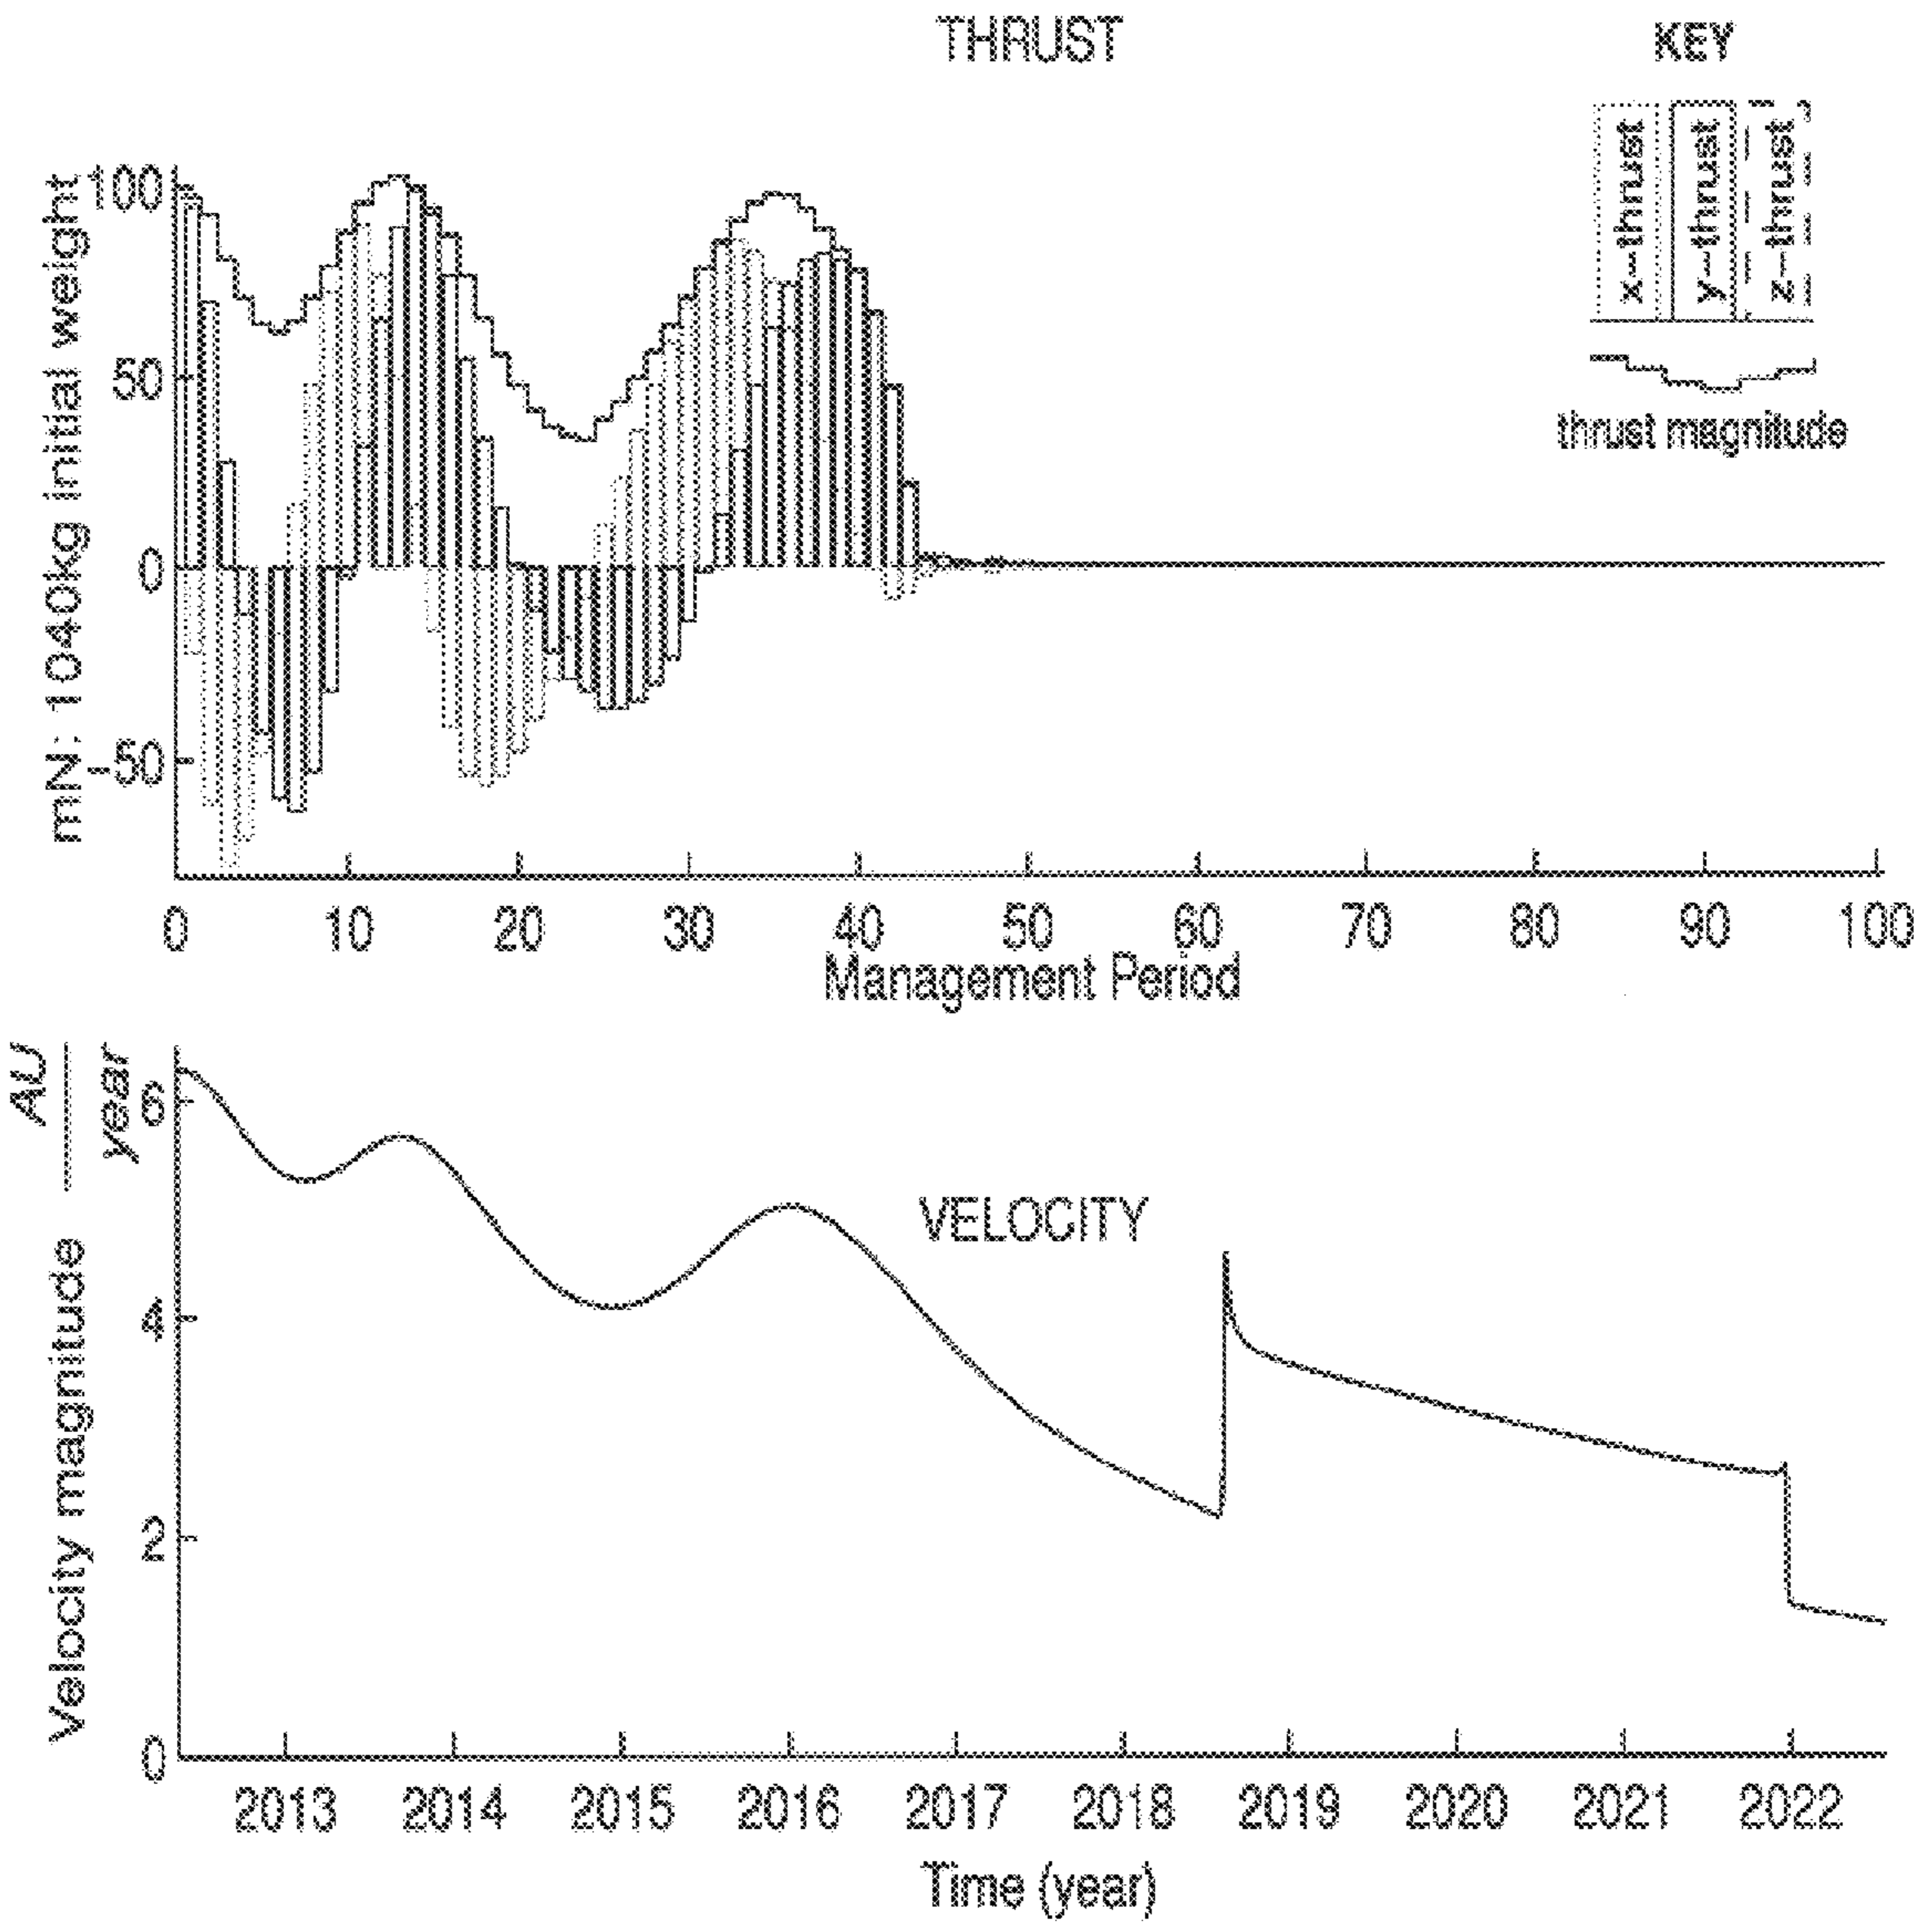 THRUST
KEY
x-thrust
y-thrust
z-thrust
thrust magnitude
mN: 1040kg initial weight
100
50
0
-50
0 10 20 30 40 50 60 70 80 90 100
Management Period
Velocity magnitude AU
year
6
4
2
0
VELOCITY
2013 2014 2015 2016 2017 2018 2019 2020 2021 2022
Time (year)